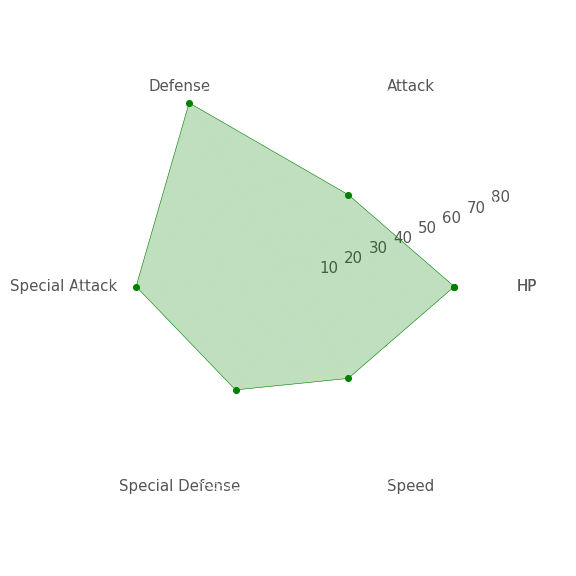 Defense
Attack
80
70
60
50
40
30
20
10
Special Attack
HP
Special Defense
Speed